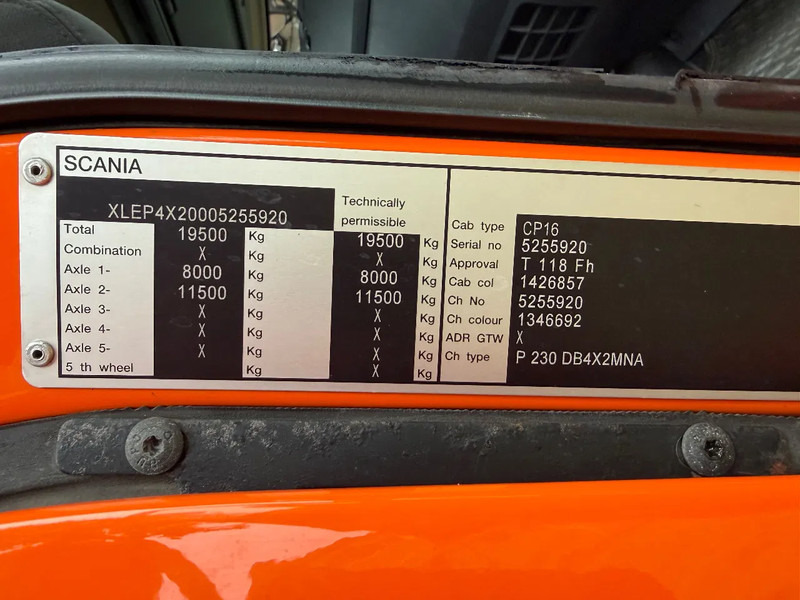 SCANIA
XLEP4X20005255920
Technically
permissible
Total 19500 Kg 19500 Kg
Combination X Kg X Kg
Axle 1- 8000 Kg 8000 Kg
Axle 2- 11500 Kg 11500 Kg
Axle 3- X Kg X Kg
Axle 4- X Kg X Kg
Axle 5- X Kg X Kg
5 th wheel Kg X Kg
Cab type CP16
Serial no 5255920
Approval T 118 Fh
Cab col 1426857
Ch No 5255920
Ch colour 1346692
ADR GTW X
Ch type P 230 DB4X2MNA